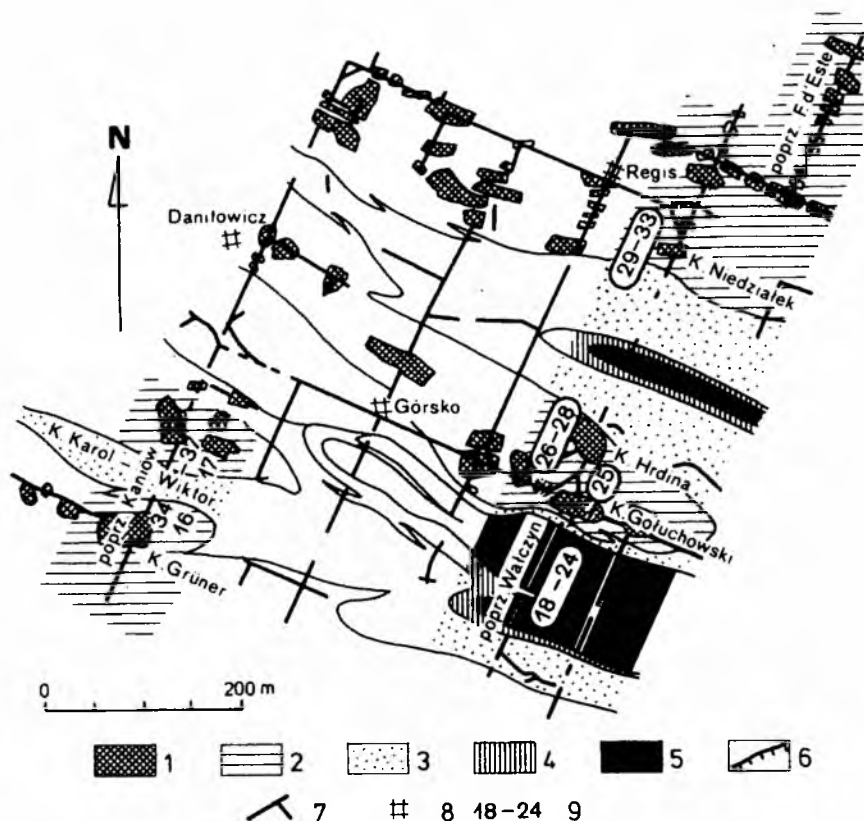 N
poprz. F. d'Este
Regis
Daniłowicz
29–33
K. Niedziałek
Górsko
K. Karol
26–28
K. Hrdina
25
K. Gołuchowski
Wiktor
poprz. Kaniów
17
34
16
K. Grüner
poprz Walczyn
18–24
0 200 m
1 2 3 4 5 6
7 8 18–24 9